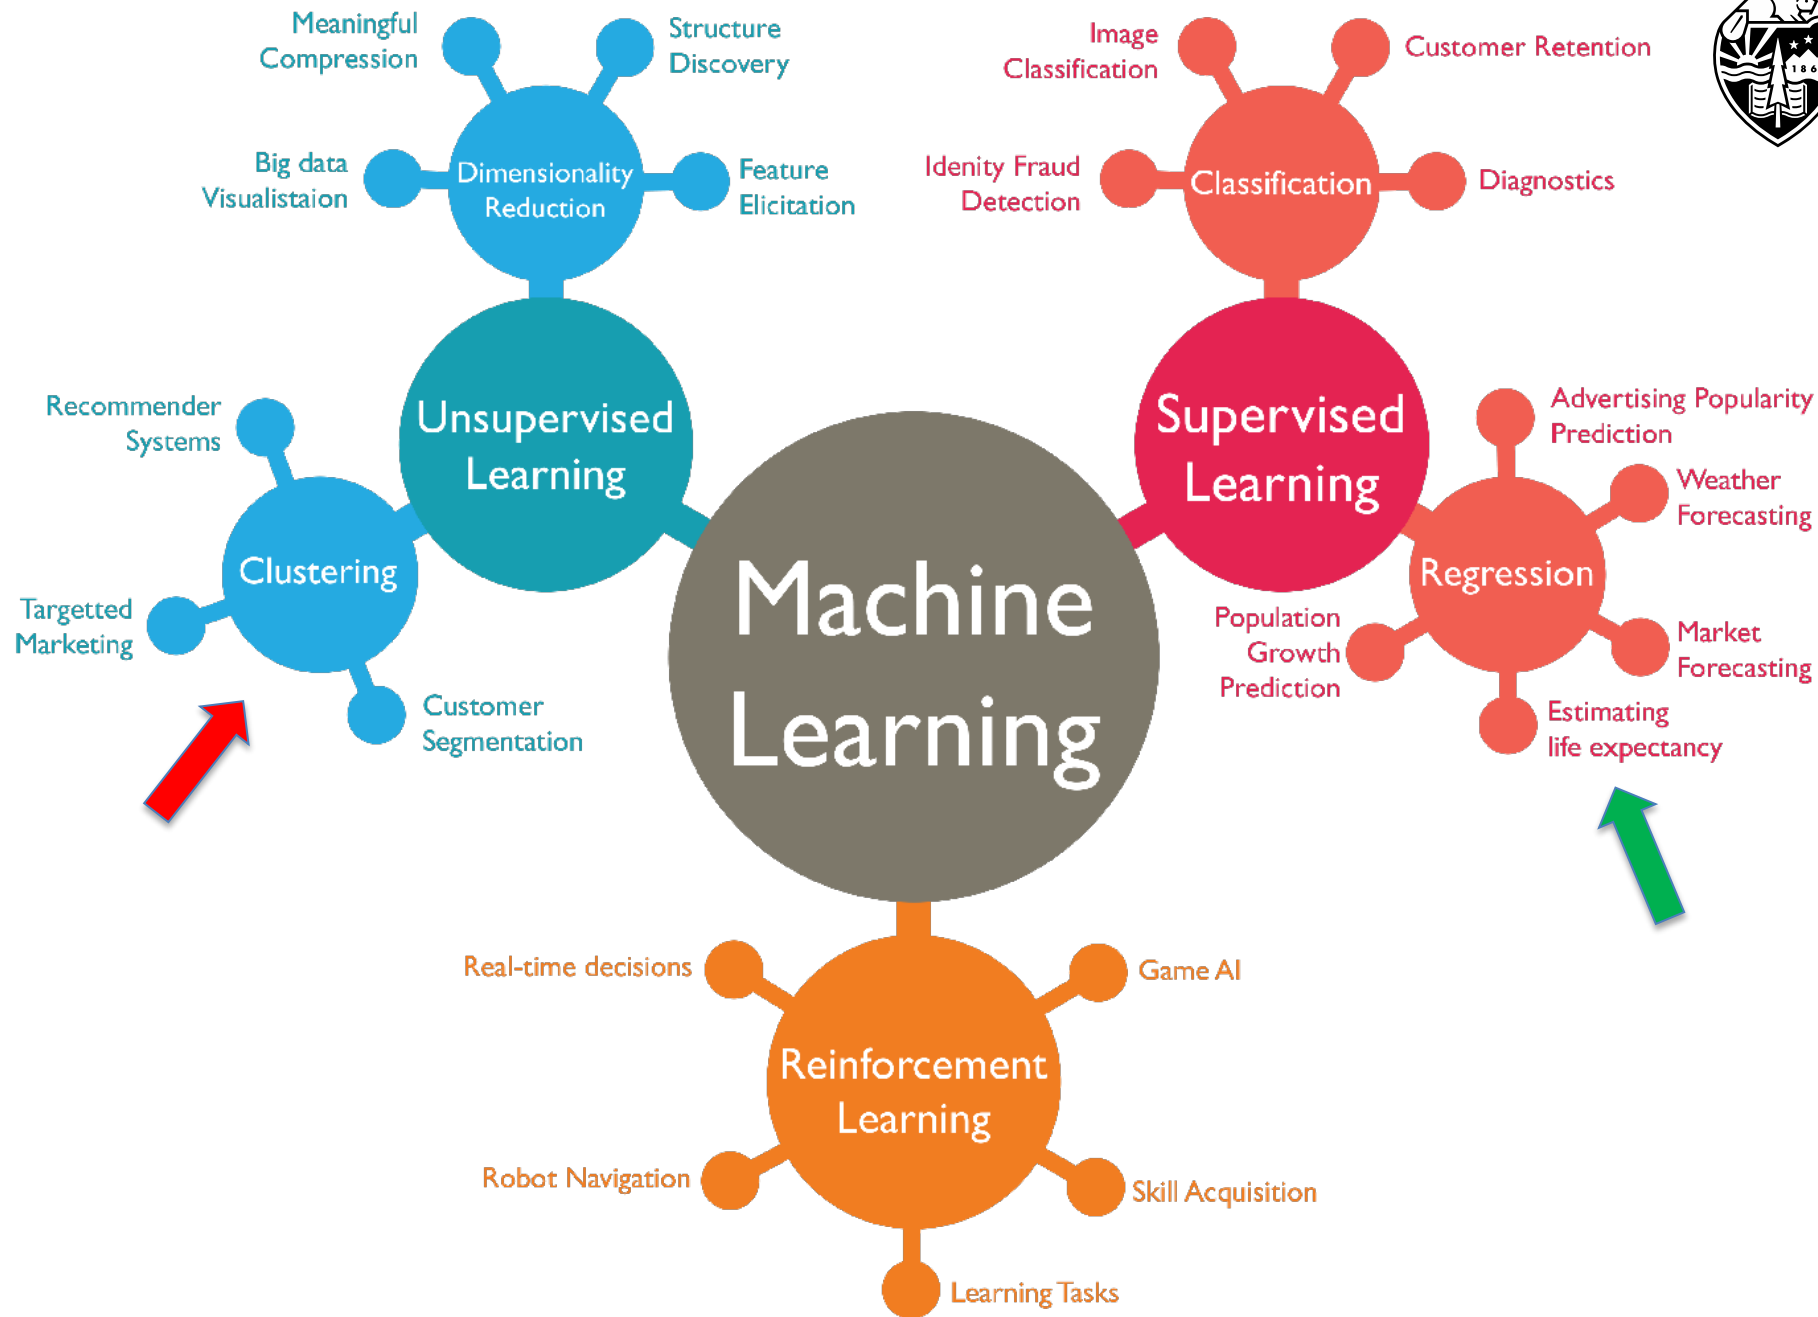 Meaningful
Compression
Structure
Discovery
Big data
Visualistaion
Dimensionality
Reduction
Feature
Elicitation
Image
Classification
Customer Retention
Idenity Fraud
Detection
Classification
Diagnostics
186
Recommender
Systems
Unsupervised
Learning
Clustering
Targetted
Marketing
Customer
Segmentation
Machine
Learning
Supervised
Learning
Advertising Popularity
Prediction
Weather
Forecasting
Regression
Population
Growth
Prediction
Market
Forecasting
Estimating
life expectancy
Real-time decisions
Game AI
Reinforcement
Learning
Robot Navigation
Skill Acquisition
Learning Tasks